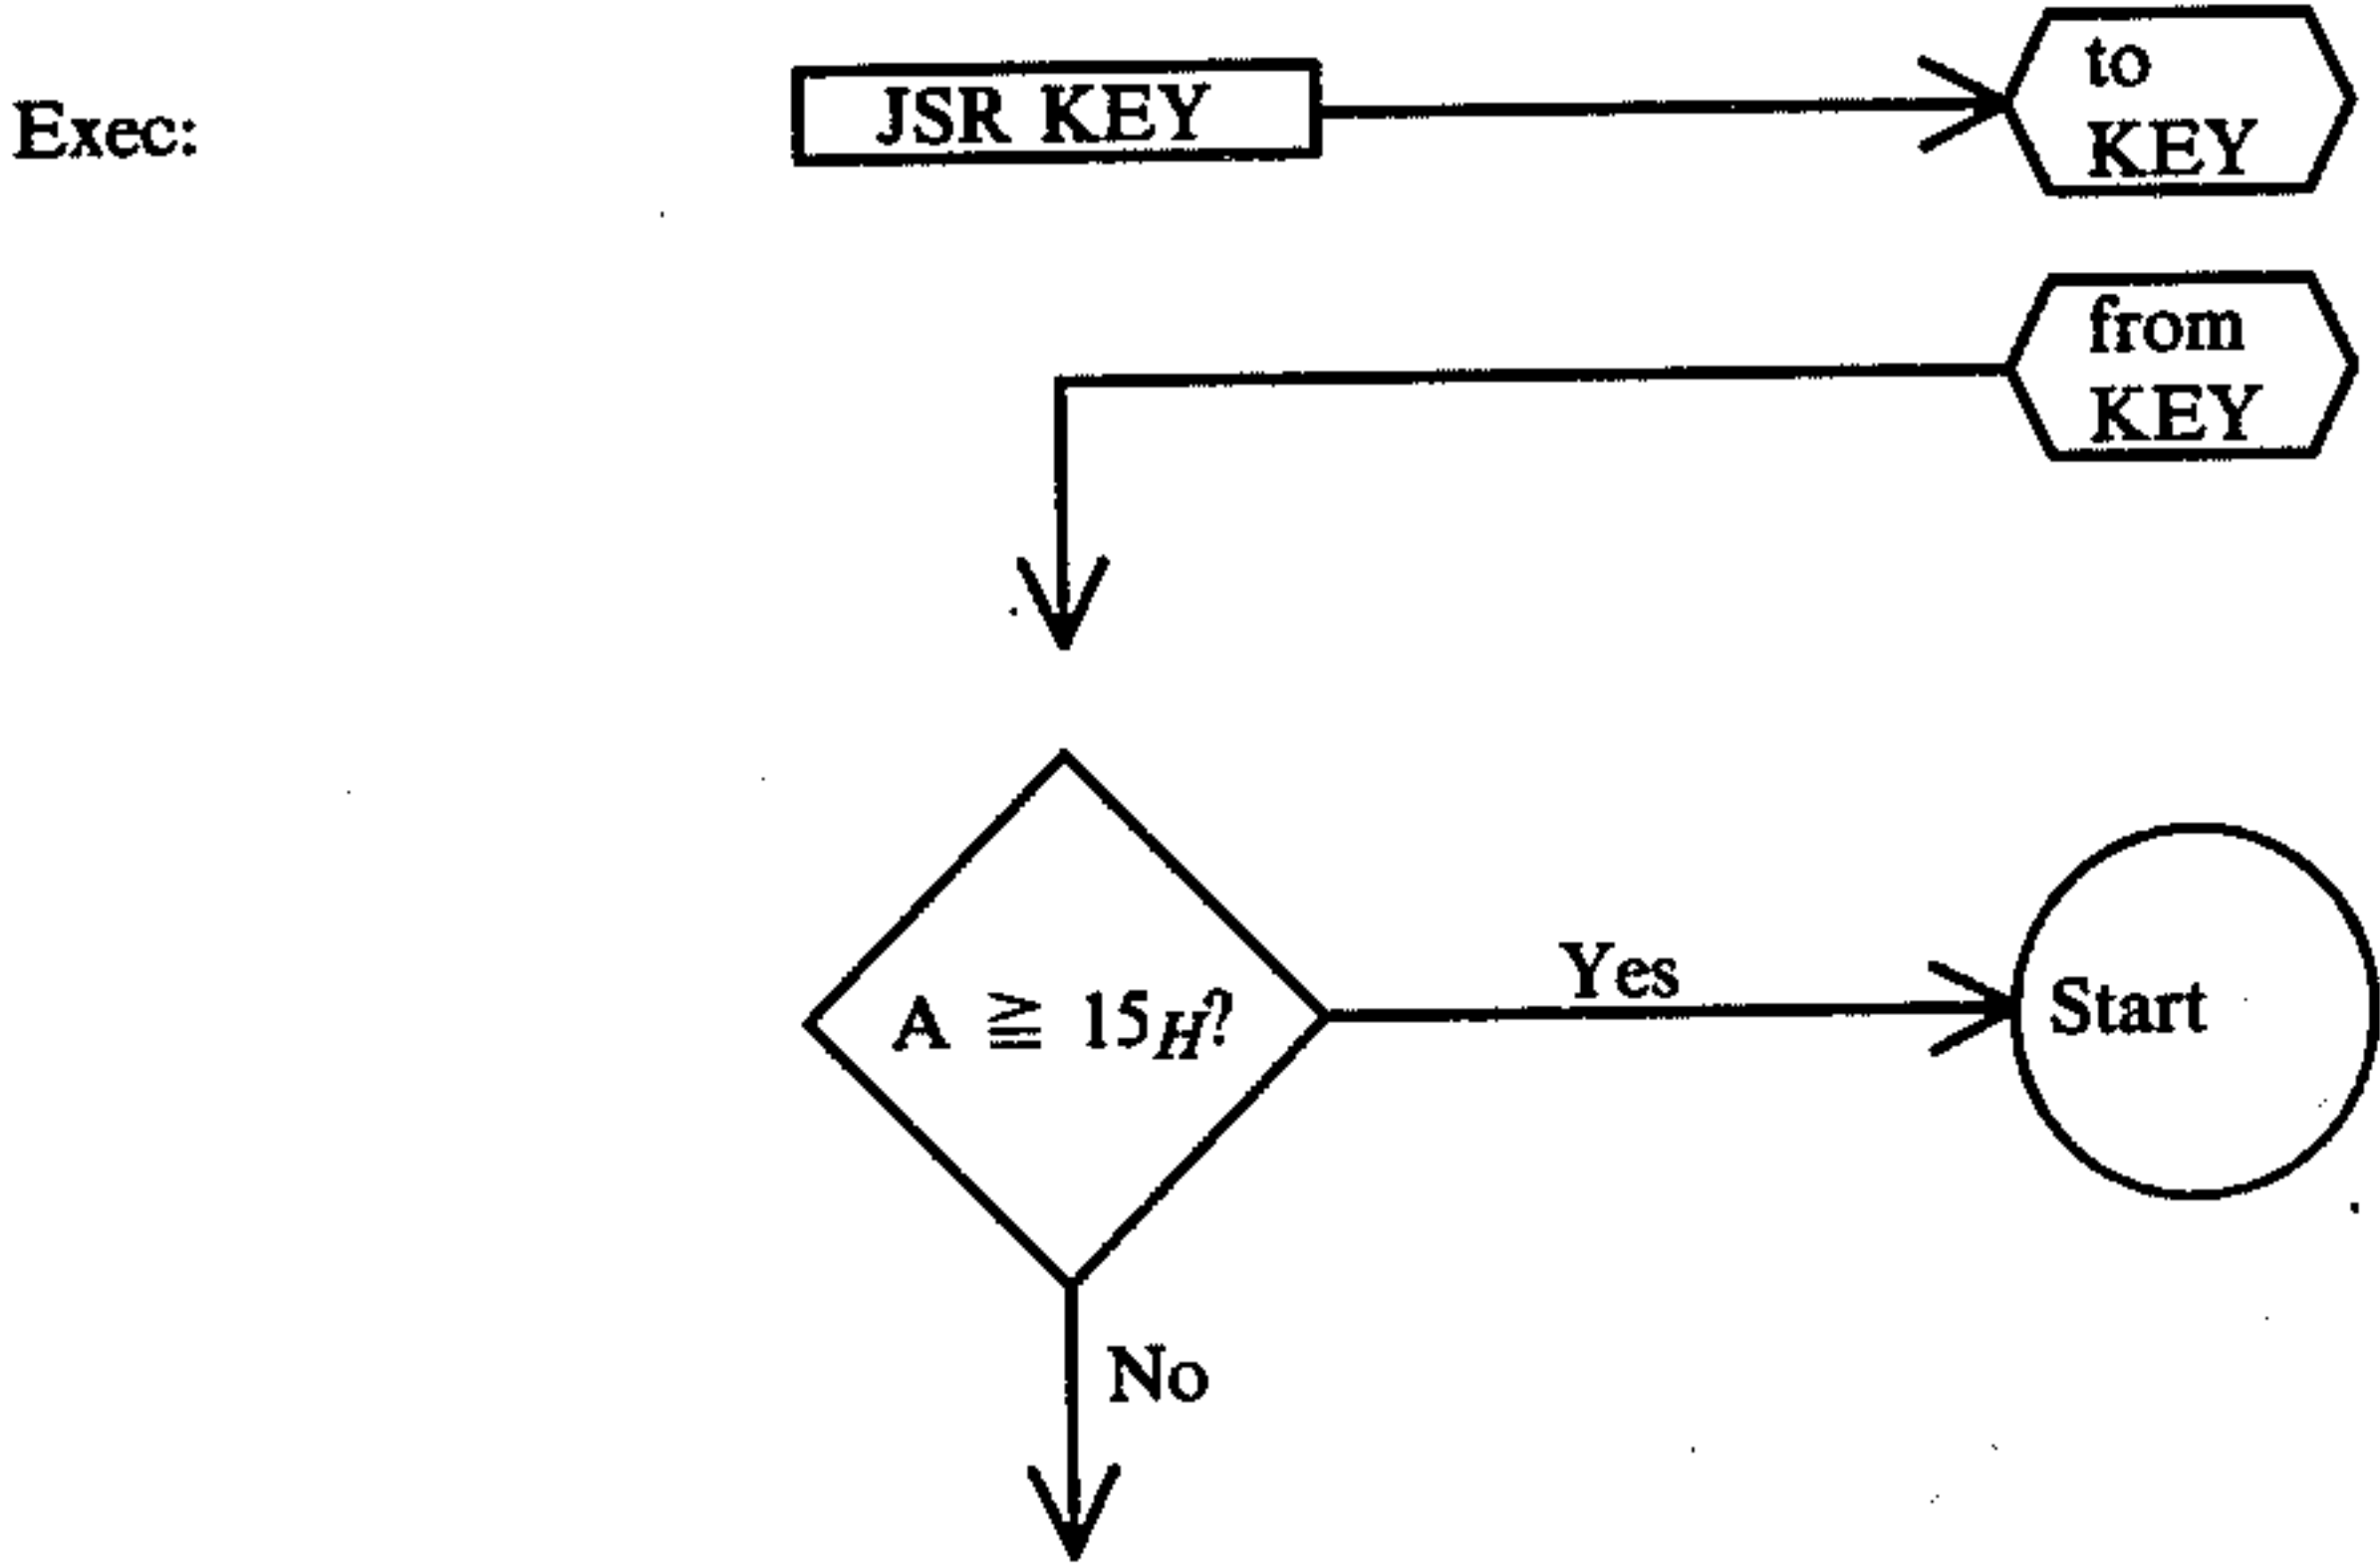 Exec:
JSR KEY
to
KEY
from
KEY
A ≧ 15H?
Yes
Start
No